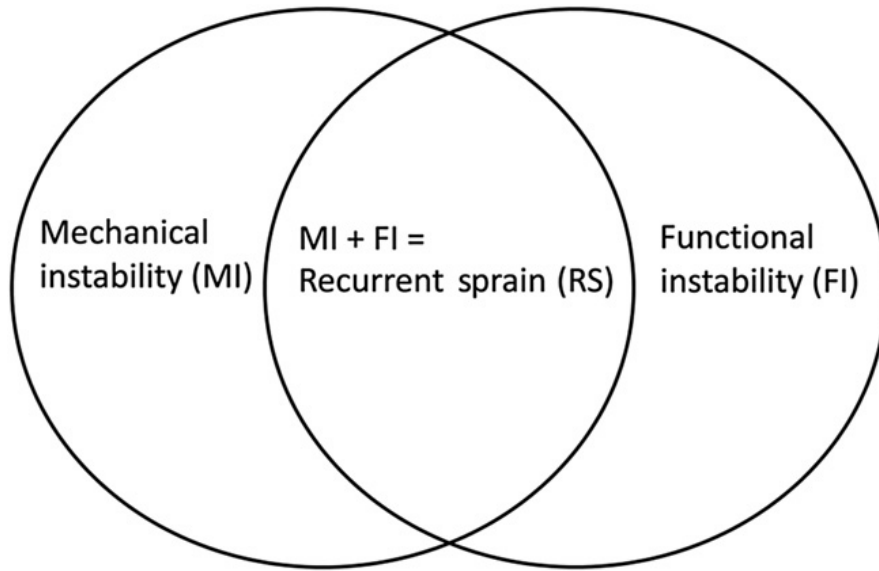 Mechanical
instability (MI)
MI + FI =
Recurrent sprain (RS)
Functional
instability (FI)